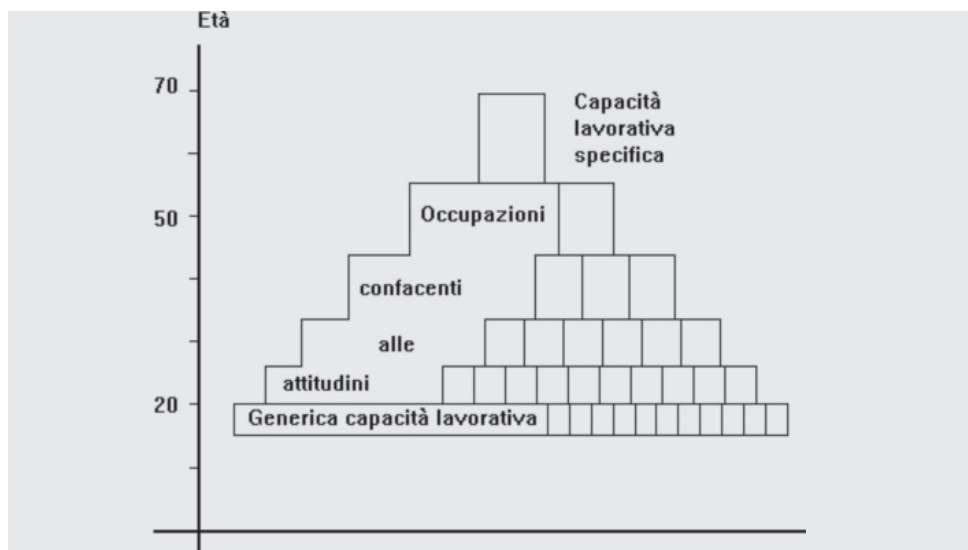 Età
70
Capacità
lavorativa
specifica
50
Occupazioni
confacenti
alle
attitudini
20
Generica capacità lavorativa